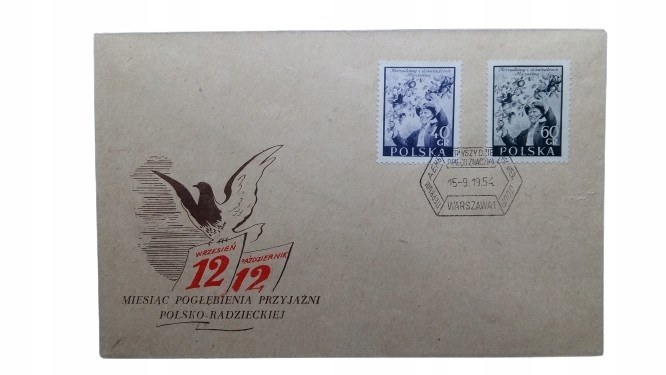 40
GR
POLSKA
60
GR
POLSKA
15-9.1954
WARSZAWA 1
WRZESIEŃ
12
PAŹDZIERNIK
12
MIESIĄC POGŁĘBIENIA PRZYJAŹNI
POLSKO-RADZIECKIEJ